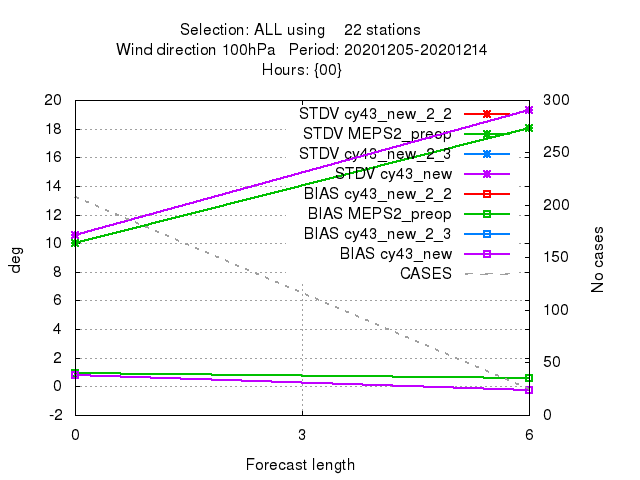 Selection: ALL using 22 stations
Wind direction 100hPa Period: 20201205-20201214
Hours: {00}
20 300
18 250
16
14 200
12
10 150
8
6 100
4
2 50
0
-2 0
STDV cy43_new_2_2
STDV MEPS2_preop
STDV cy43_new_2_3
STDV cy43_new
BIAS cy43_new_2_2
BIAS MEPS2_preop
BIAS cy43_new_2_3
BIAS cy43_new
CASES
deg
No cases
0 3 6
Forecast length